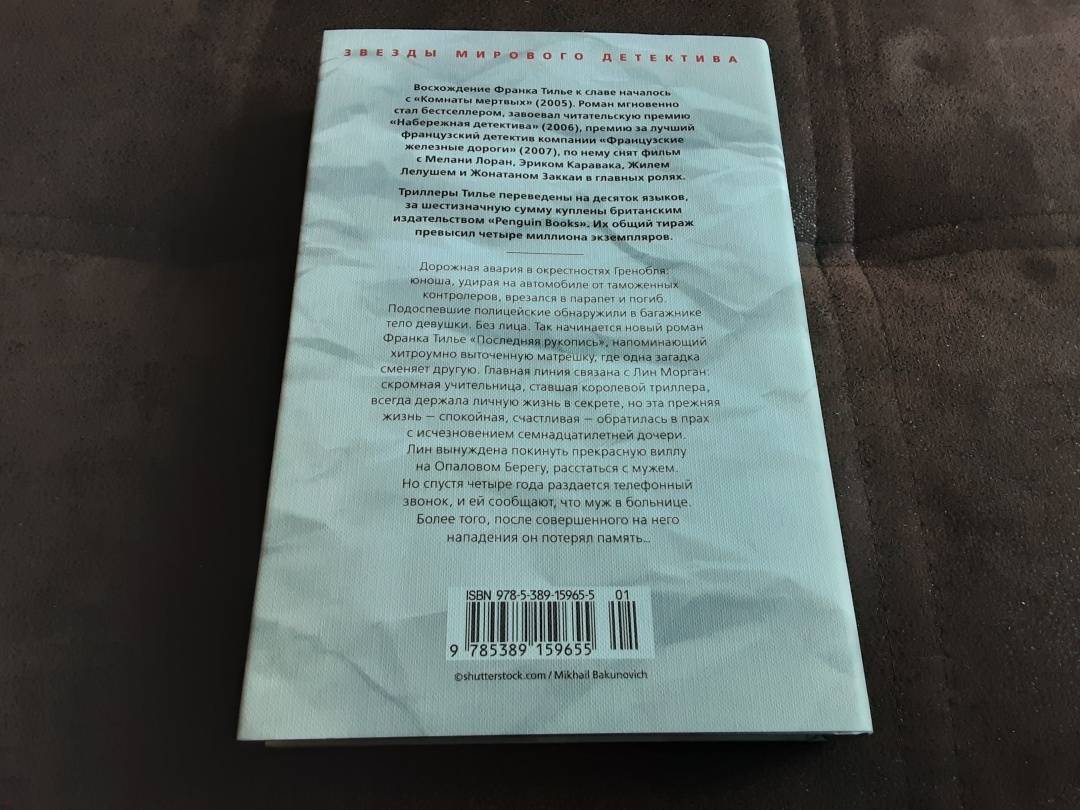 ЗВЕЗДЫ МИРОВОГО ДЕТЕКТИВА
Восхождение Франка Тилье к славе началось
с «Комнаты мертвых» (2005). Роман мгновенно
стал бестселлером, завоевал читательскую премию
«Набережная детектива» (2006), премию за лучший
французский детектив компании «Французские
железные дороги» (2007), по нему снят фильм
с Мелани Лоран, Эриком Каравака, Жилем
Лелушем и Жонатаном Заккаи в главных ролях.
Триллеры Тилье переведены на десяток языков,
за шестизначную сумму куплены британским
издательством «Penguin Books». Их общий тираж
превысил четыре миллиона экземпляров.
Дорожная авария в окрестностях Гренобля:
юноша, удирая на автомобиле от таможенных
контролеров, врезался в парапет и погиб.
Подоспевшие полицейские обнаружили в багажнике
тело девушки. Без лица. Так начинается новый роман
Франка Тилье «Последняя рукопись», напоминающий
хитроумно выточенную матрешку, где одна загадка
сменяет другую. Главная линия связана с Лин Морган:
скромная учительница, ставшая королевой триллера,
всегда держала личную жизнь в секрете, но эта прежняя
жизнь — спокойная, счастливая — обратилась в прах
с исчезновением семнадцатилетней дочери.
Лин вынуждена покинуть прекрасную виллу
на Опаловом Берегу, расстаться с мужем.
Но спустя четыре года раздается телефонный
звонок, и ей сообщают, что муж в больнице.
Более того, после совершенного на него
нападения он потерял память...
ISBN 978-5-389-15965-5 01
9 785389 159655
©shutterstock.com / Mikhail Bakunovich